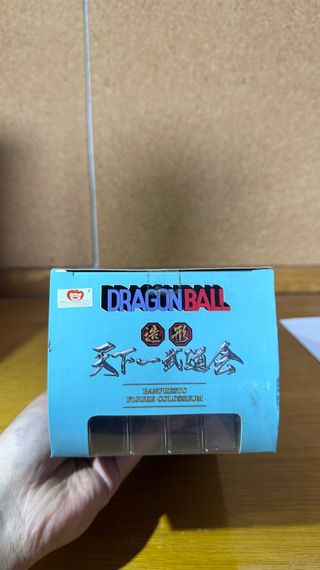 DRAGON BALL
造形
天下一武道会
BANPRESTO
FIGURE COLOSSEUM